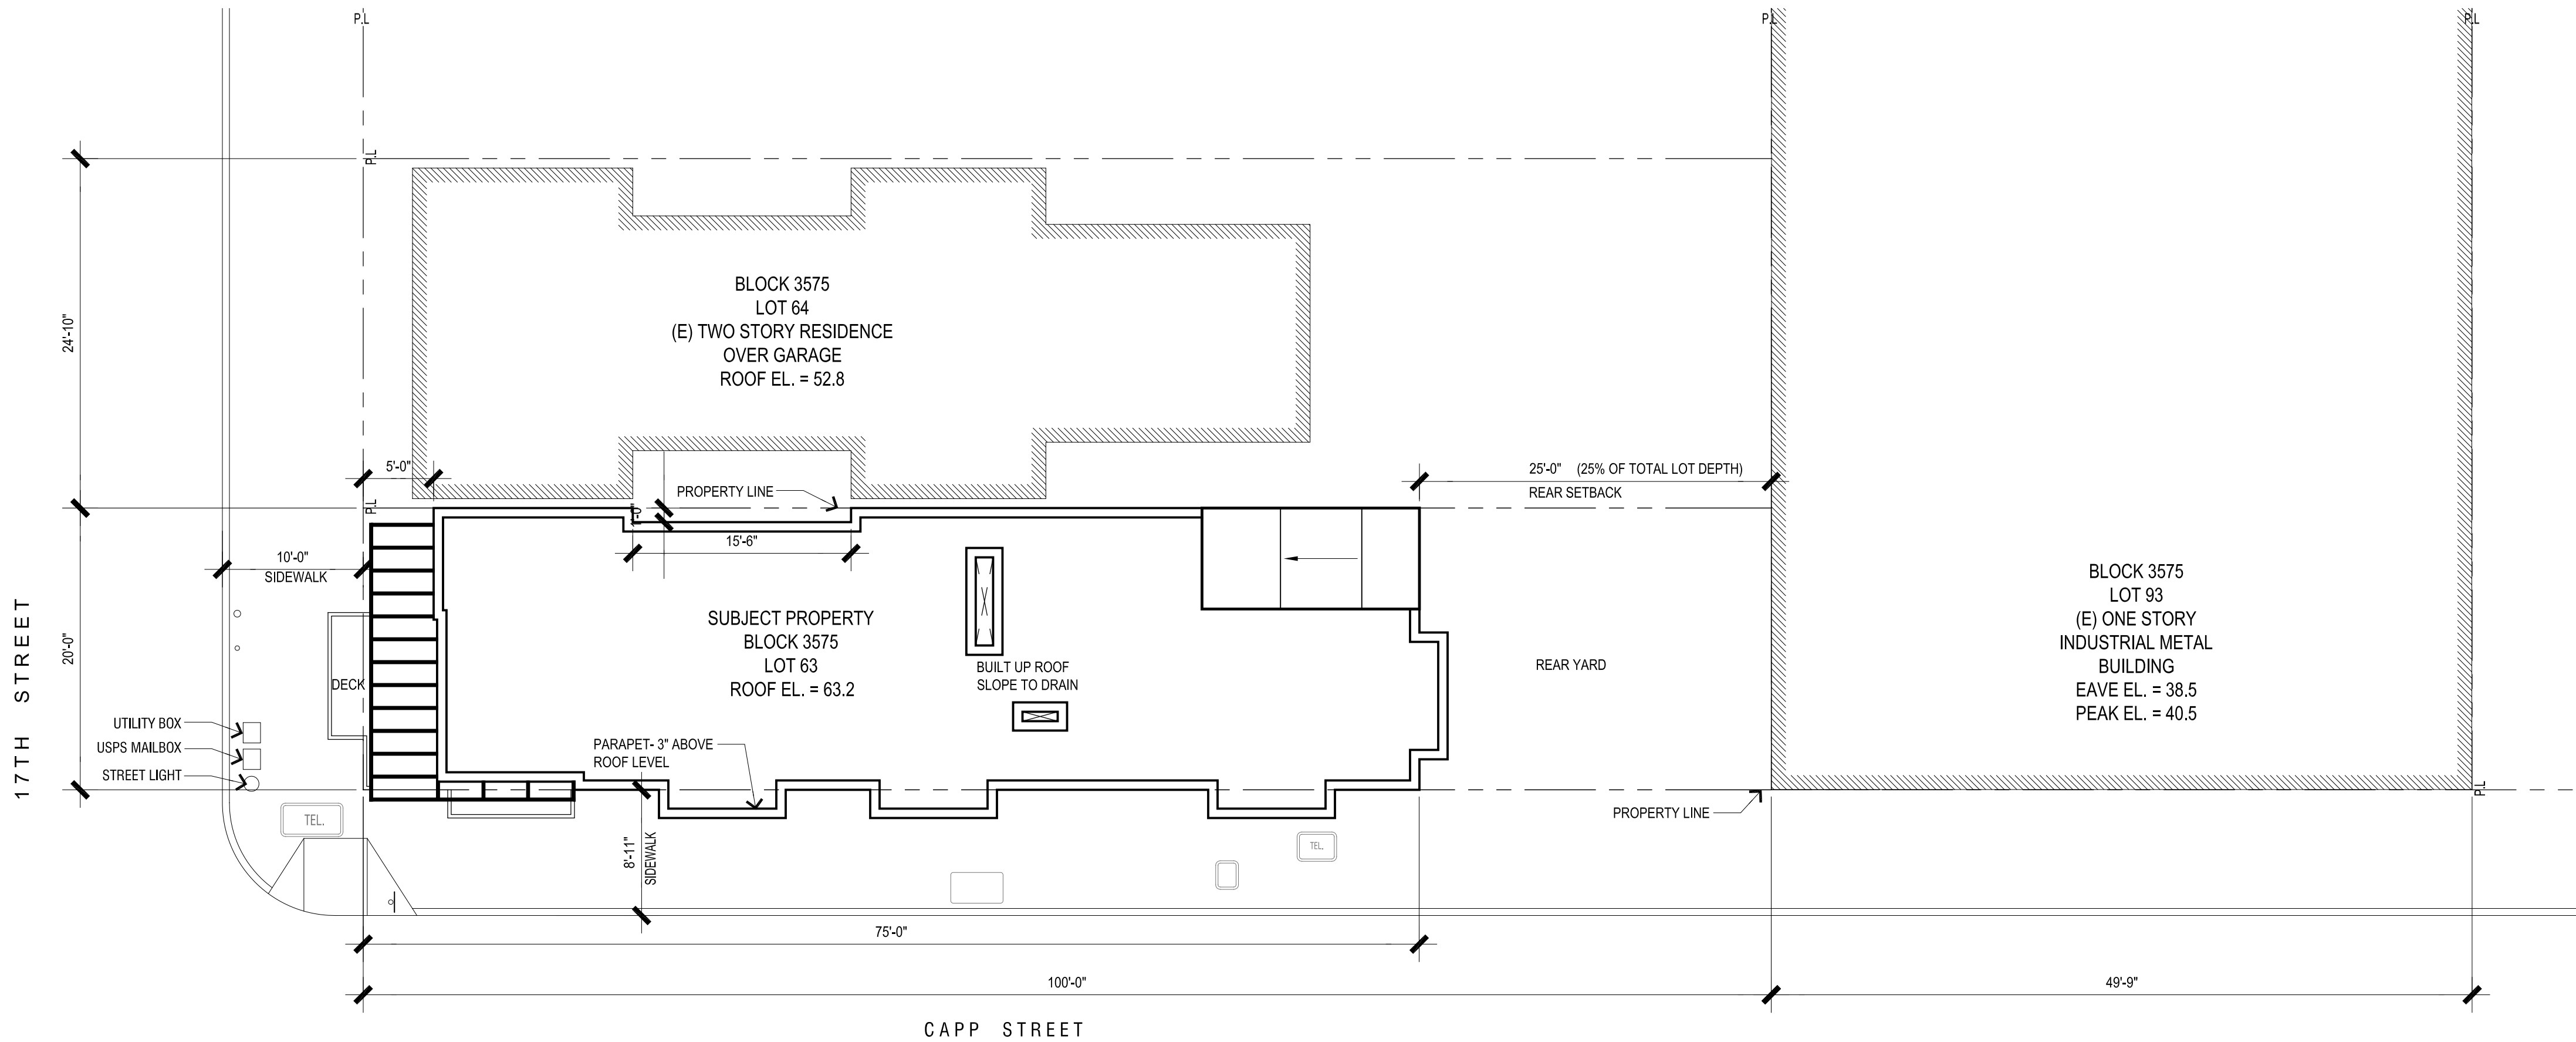 P.L
P.L
P.L
P.L
24'-10"
BLOCK 3575
LOT 64
(E) TWO STORY RESIDENCE
OVER GARAGE
ROOF EL. = 52.8
5'-0"
25'-0" (25% OF TOTAL LOT DEPTH)
REAR SETBACK
PROPERTY LINE
P.L
1'-0"
15'-6"
10'-0"
SIDEWALK
17TH STREET
20'-0"
DECK
SUBJECT PROPERTY
BLOCK 3575
LOT 63
ROOF EL. = 63.2
BUILT UP ROOF
SLOPE TO DRAIN
REAR YARD
BLOCK 3575
LOT 93
(E) ONE STORY
INDUSTRIAL METAL
BUILDING
EAVE EL. = 38.5
PEAK EL. = 40.5
UTILITY BOX
USPS MAILBOX
STREET LIGHT
PARAPET- 3" ABOVE
ROOF LEVEL
P.L
PROPERTY LINE
TEL.
8'-11"
SIDEWALK
TEL.
75'-0"
100'-0"
49'-9"
CAPP STREET